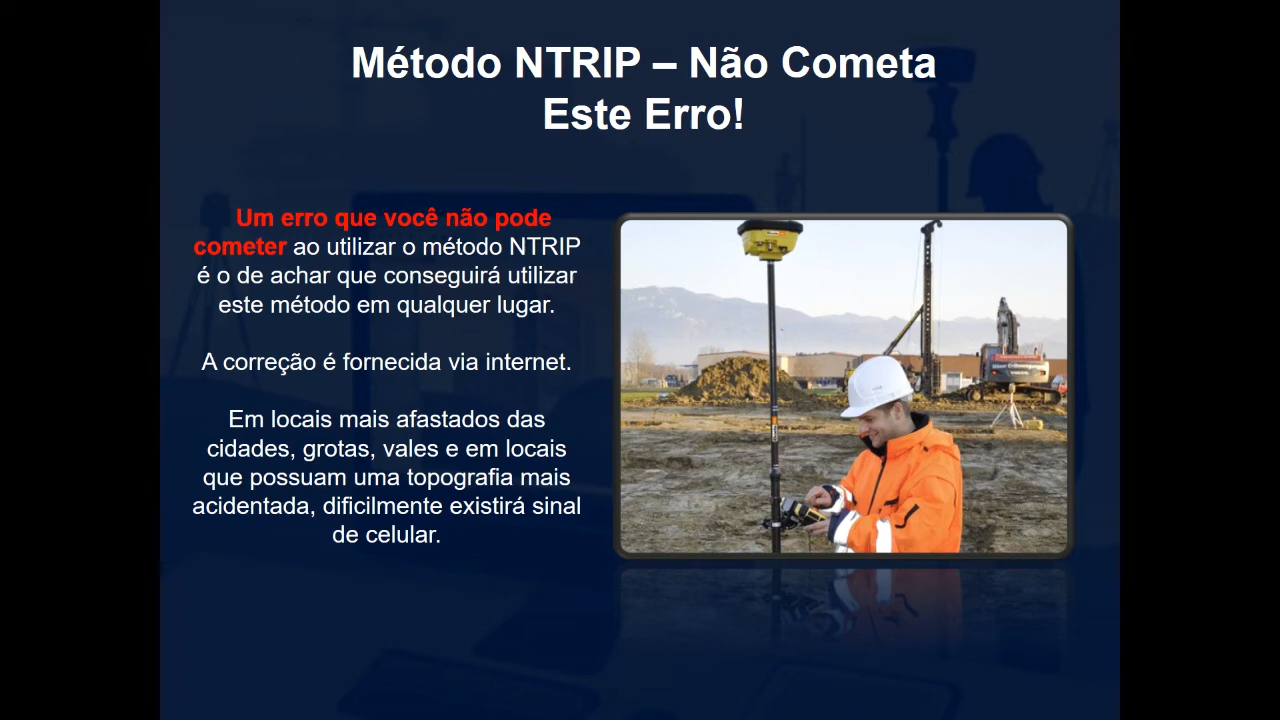 Método NTRIP – Não Cometa
Este Erro!
Um erro que você não pode
cometer ao utilizar o método NTRIP
é o de achar que conseguirá utilizar
este método em qualquer lugar.
A correção é fornecida via internet.
Em locais mais afastados das
cidades, grotas, vales e em locais
que possuam uma topografia mais
acidentada, dificilmente existirá sinal
de celular.